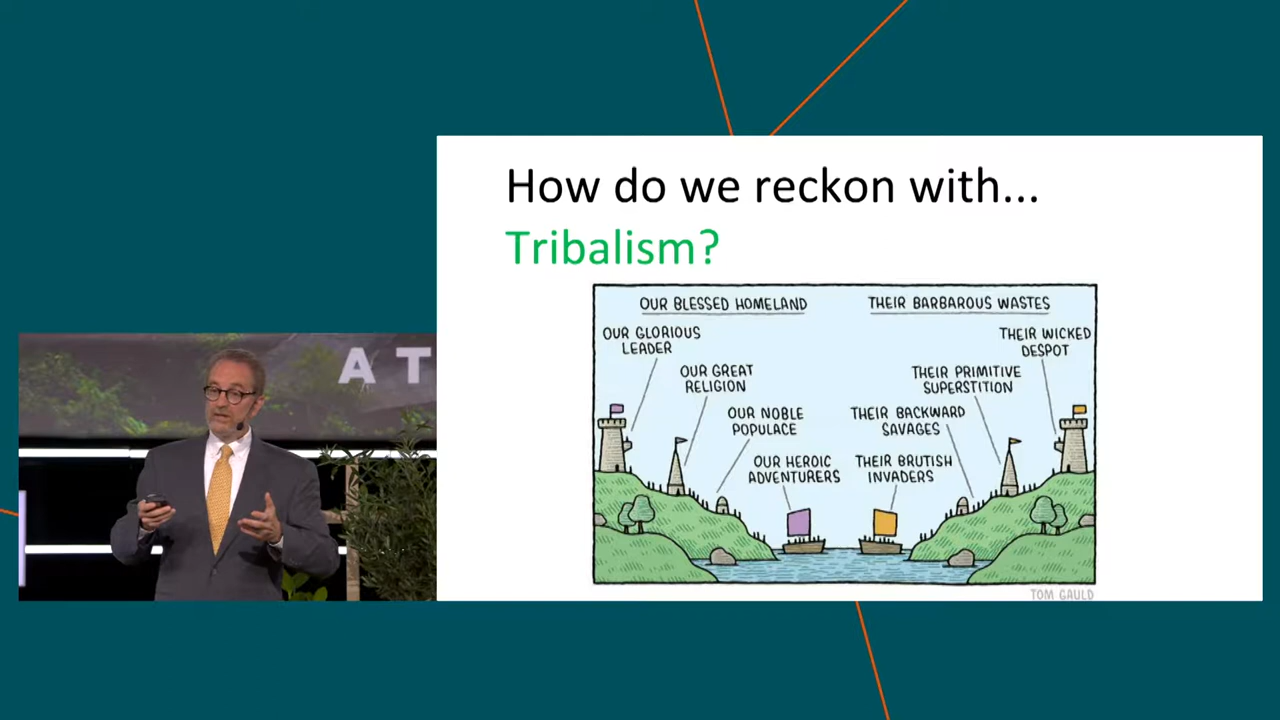 How do we reckon with...
Tribalism?
OUR BLESSED HOMELAND
THEIR BARBAROUS WASTES
OUR GLORIOUS
LEADER
THEIR WICKED
DESPOT
OUR GREAT
RELIGION
THEIR PRIMITIVE
SUPERSTITION
OUR NOBLE
POPULACE
THEIR BACKWARD
SAVAGES
OUR HEROIC
ADVENTURERS
THEIR BRUTISH
INVADERS
TOM GAULD
A T